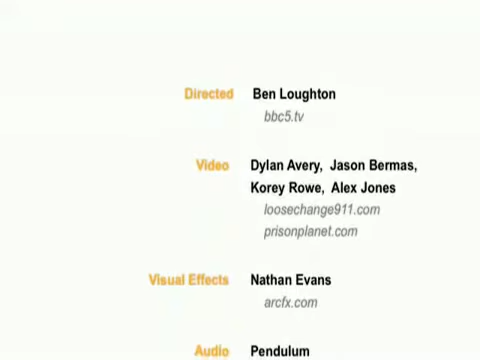 Directed Ben Loughton
bbc5.tv
Video Dylan Avery, Jason Bermas,
Korey Rowe, Alex Jones
loosechange911.com
prisonplanet.com
Visual Effects Nathan Evans
arcfx.com
Audio Pendulum